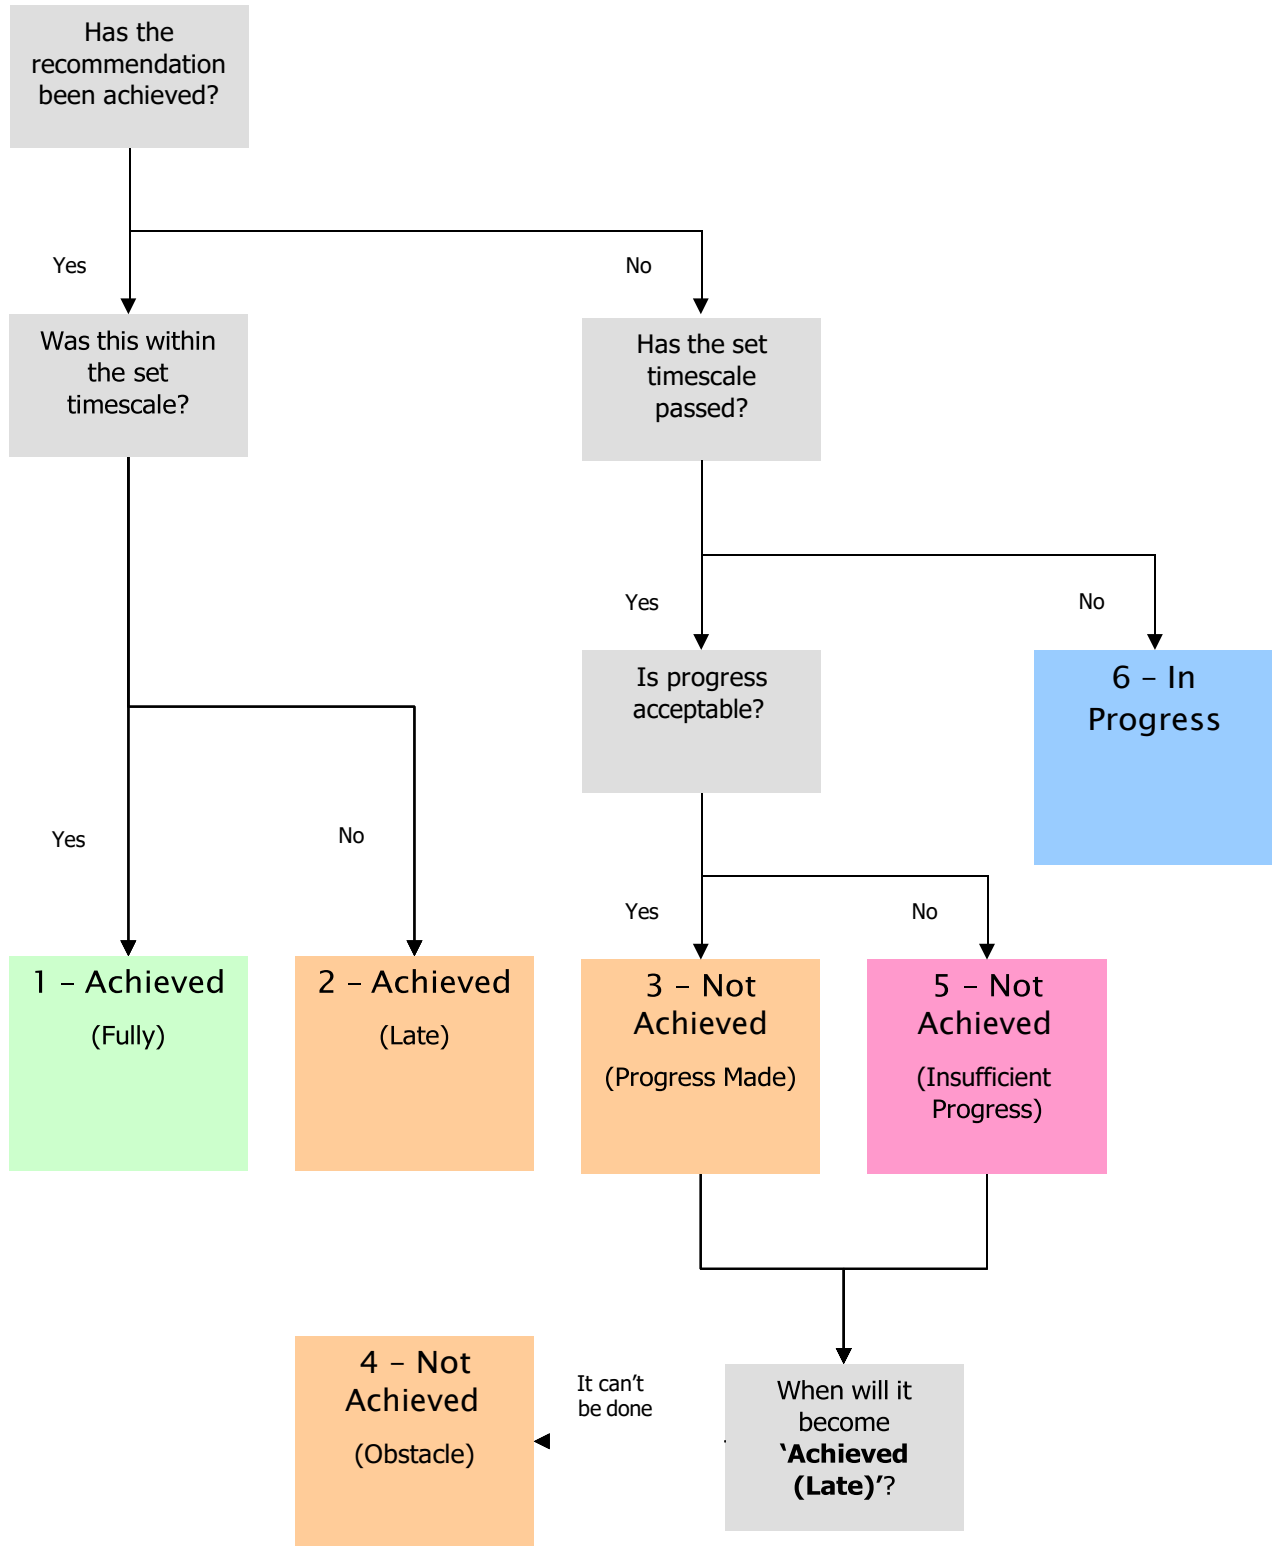 Has the
recommendation
been achieved?
Yes
No
Was this within
the set
timescale?
Has the set
timescale
passed?
Yes
No
Is progress
acceptable?
6 – In
Progress
Yes
No
Yes
No
1 – Achieved
(Fully)
2 – Achieved
(Late)
3 – Not
Achieved
(Progress Made)
5 – Not
Achieved
(Insufficient
Progress)
4 – Not
Achieved
(Obstacle)
It can’t
be done
When will it
become
‘Achieved
(Late)’?